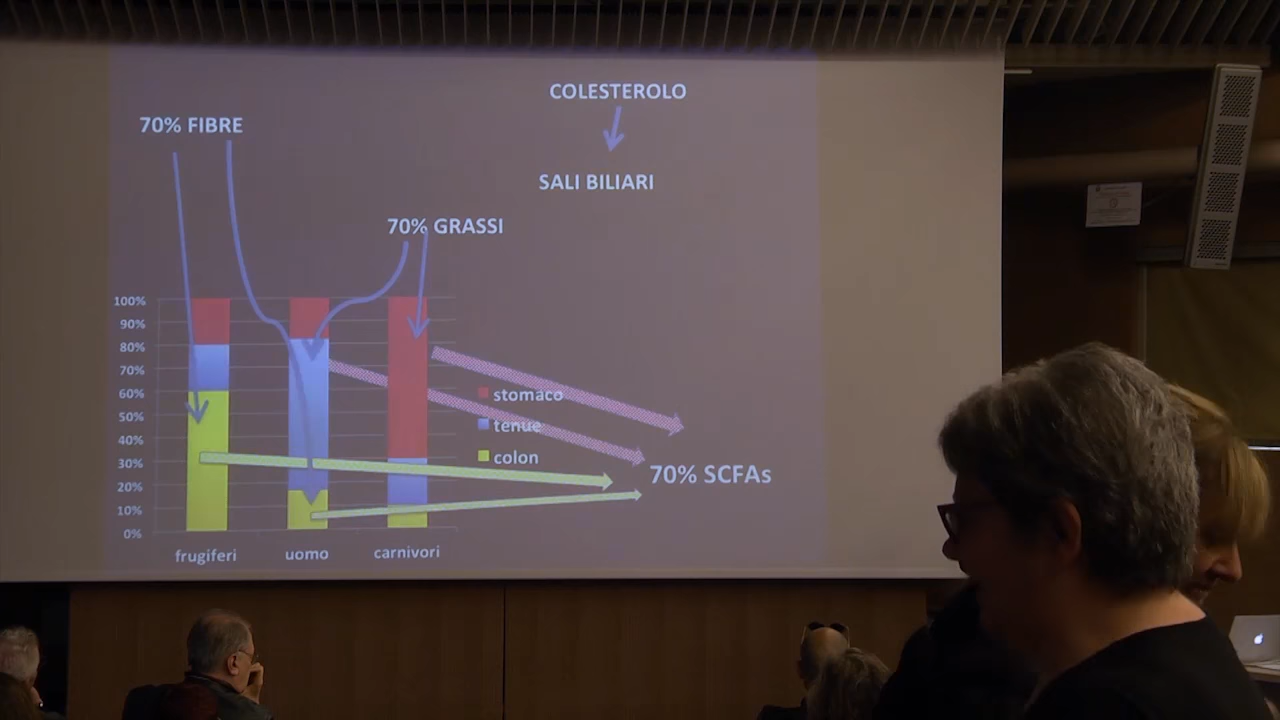 COLESTEROLO
70% FIBRE
SALI BILIARI
70% GRASSI
100%
90%
80%
70%
60%
50%
40%
30%
20%
10%
0%
stomaco
tenue
colon
70% SCFAs
frugiferi
uomo
carnivori